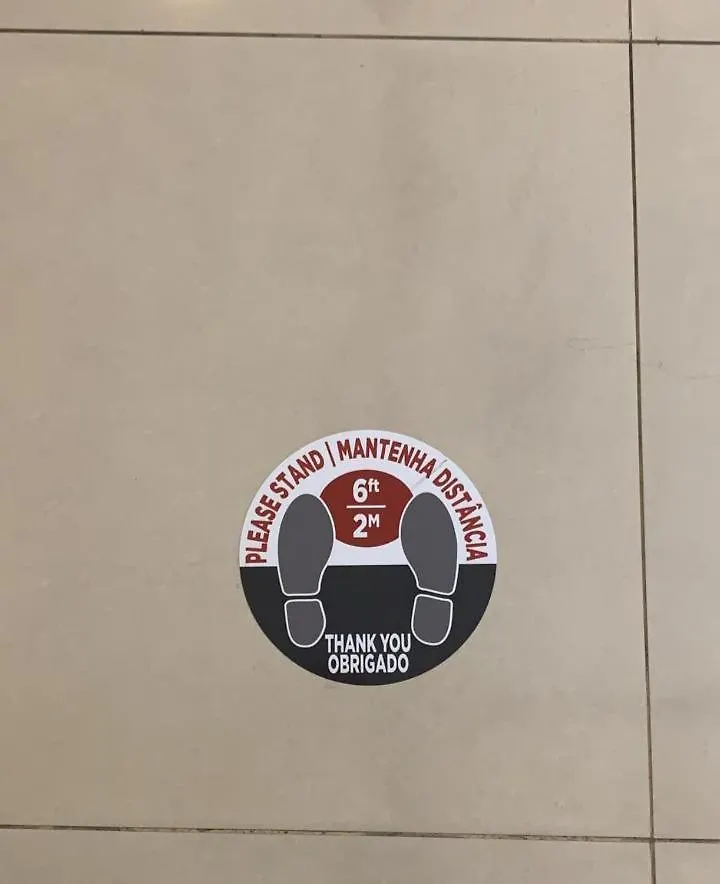 PLEASE STAND | MANTENHA DISTÂNCIA
6ft
2M
THANK YOU
OBRIGADO